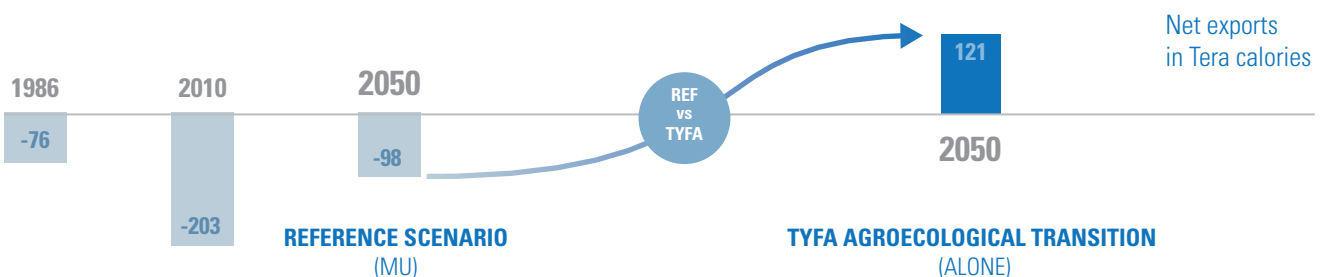 Net exports
in Tera calories
1986
2010
2050
-76
-203
-98
REF
vs
TYFA
121
2050
REFERENCE SCENARIO
(MU)
TYFA AGROECOLOGICAL TRANSITION
(ALONE)